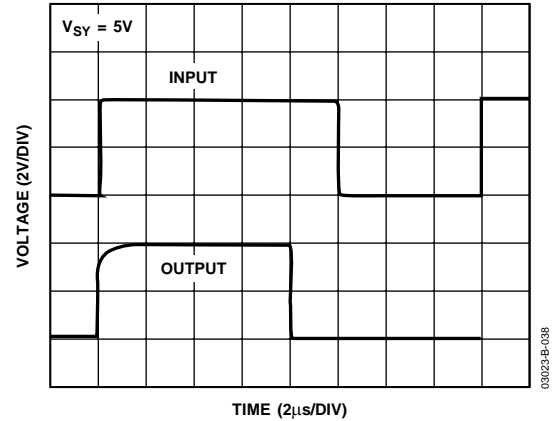 V_SY = 5V
INPUT
OUTPUT
VOLTAGE (2V/DIV)
TIME (2μs/DIV)
03023-B-038